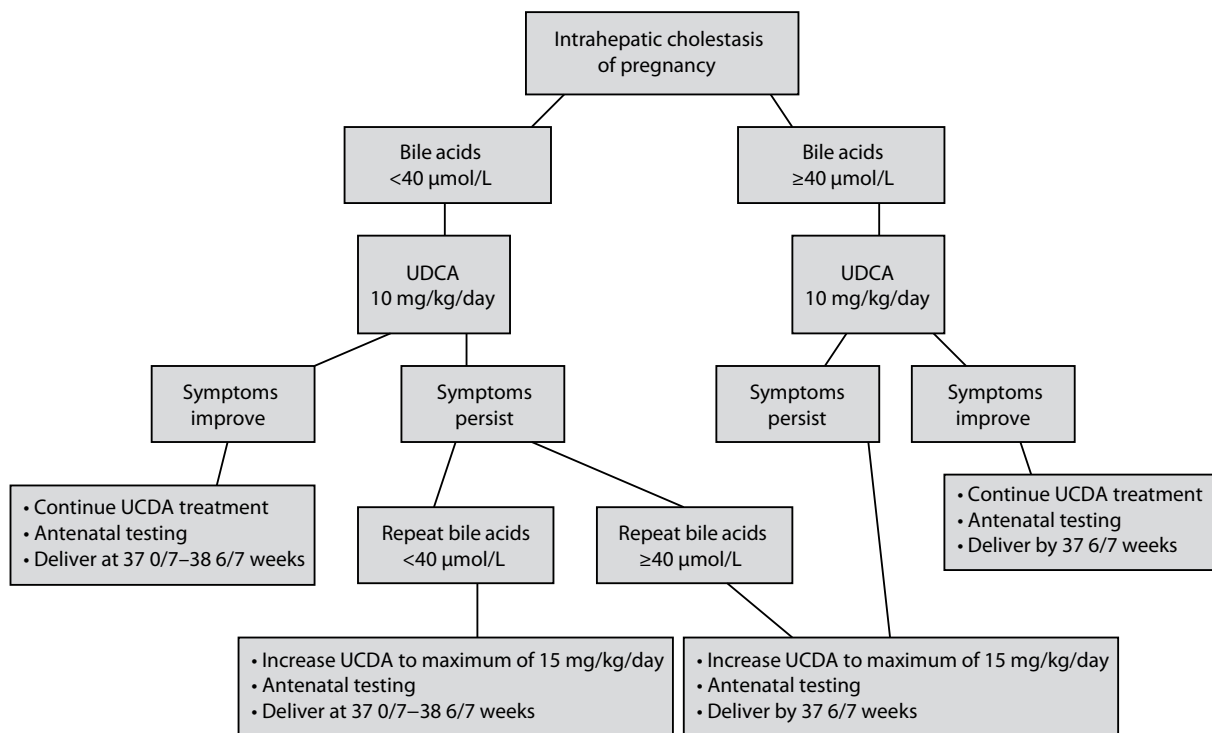 Intrahepatic cholestasis
of pregnancy
Bile acids
<40 μmol/L
Bile acids
≥40 μmol/L
UDCA
10 mg/kg/day
UDCA
10 mg/kg/day
Symptoms
improve
Symptoms
persist
Symptoms
persist
Symptoms
improve
• Continue UCDA treatment
• Antenatal testing
• Deliver at 37 0/7–38 6/7 weeks
Repeat bile acids
<40 μmol/L
Repeat bile acids
≥40 μmol/L
• Continue UCDA treatment
• Antenatal testing
• Deliver by 37 6/7 weeks
• Increase UCDA to maximum of 15 mg/kg/day
• Antenatal testing
• Deliver at 37 0/7–38 6/7 weeks
• Increase UCDA to maximum of 15 mg/kg/day
• Antenatal testing
• Deliver by 37 6/7 weeks